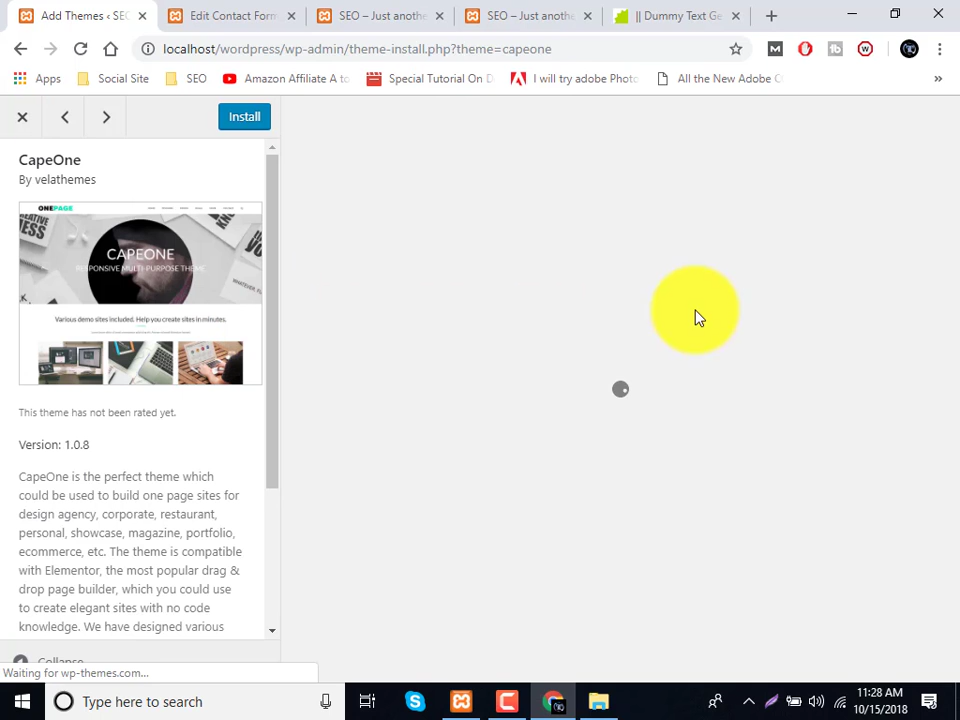 Add Themes ‹ SEO
Edit Contact Form
SEO – Just anothe
SEO – Just anothe
|| Dummy Text Ge
localhost/wordpress/wp-admin/theme-install.php?theme=capeone
Apps
Social Site
SEO
Amazon Affiliate A to
Special Tutorial On D
I will try adobe Photo
All the New Adobe C
Install
CapeOne
By velathemes
ONEPAGE
CAPEONE
RESPONSIVE MULTI-PURPOSE THEME
Various demo sites included. Help you create sites in minutes.
This theme has not been rated yet.
Version: 1.0.8
CapeOne is the perfect theme which
could be used to build one page sites for
design agency, corporate, restaurant,
personal, showcase, magazine, portfolio,
ecommerce, etc. The theme is compatible
with Elementor, the most popular drag &
drop page builder, which you could use
to create elegant sites with no code
knowledge. We have designed various
Collapse
Waiting for wp-themes.com...
Type here to search
11:28 AM
10/15/2018